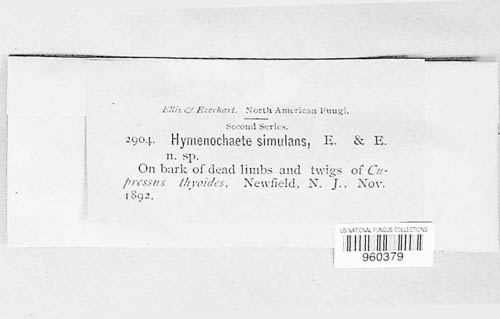 Ellis & Everhart. North American Fungi.
Second Series.
2904. Hymenochaete simulans, E. & E.
n. sp.
On bark of dead limbs and twigs of Cu-
pressus thyoides, Newfield, N. J., Nov.
1892.
US NATIONAL FUNGUS COLLECTIONS
960379